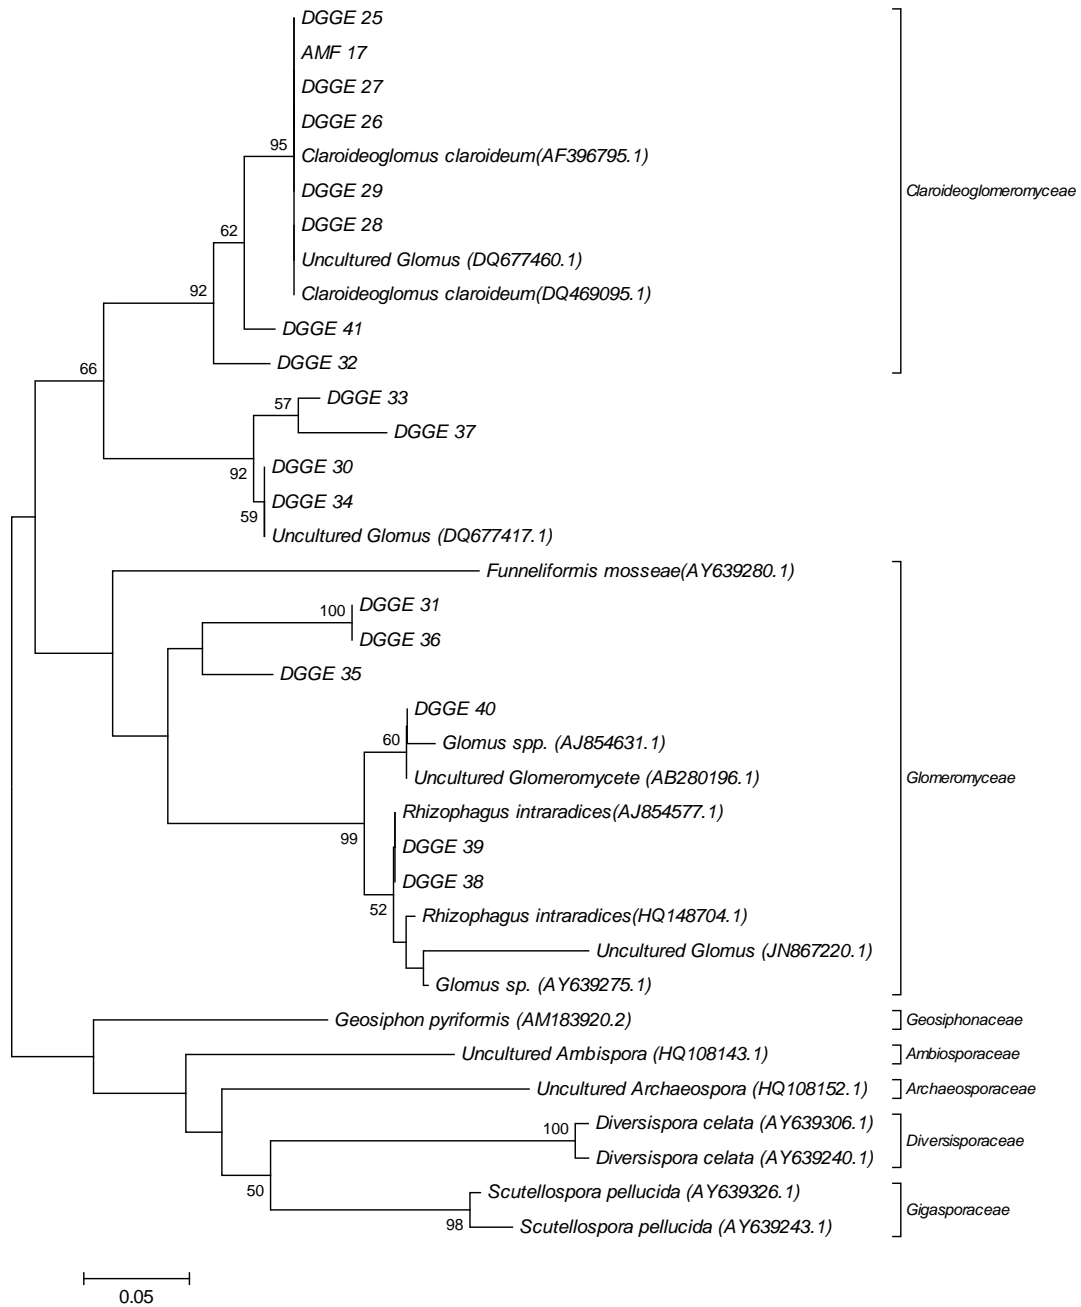 DGGE 25
AMF 17
DGGE 27
DGGE 26
95
Claroideoglomus claroideum(AF396795.1)
DGGE 29
Claroideoglomeromyceae
DGGE 28
62
Uncultured Glomus (DQ677460.1)
92
Claroideoglomus claroideum(DQ469095.1)
DGGE 41
DGGE 32
66
DGGE 33
57
DGGE 37
DGGE 30
92
DGGE 34
59
Uncultured Glomus (DQ677417.1)
Funneliformis mosseae(AY639280.1)
DGGE 31
100
DGGE 36
DGGE 35
DGGE 40
60
Glomus spp. (AJ854631.1)
Uncultured Glomeromycete (AB280196.1)
Glomeromyceae
Rhizophagus intraradices(AJ854577.1)
99
DGGE 39
DGGE 38
52
Rhizophagus intraradices(HQ148704.1)
Uncultured Glomus (JN867220.1)
Glomus sp. (AY639275.1)
Geosiphon pyriformis (AM183920.2)
Geosiphonaceae
Uncultured Ambispora (HQ108143.1)
Ambiosporaceae
Uncultured Archaeospora (HQ108152.1)
Archaeosporaceae
Diversispora celata (AY639306.1)
100
Diversisporaceae
Diversispora celata (AY639240.1)
50
Scutellospora pellucida (AY639326.1)
Gigasporaceae
98
Scutellospora pellucida (AY639243.1)
0.05